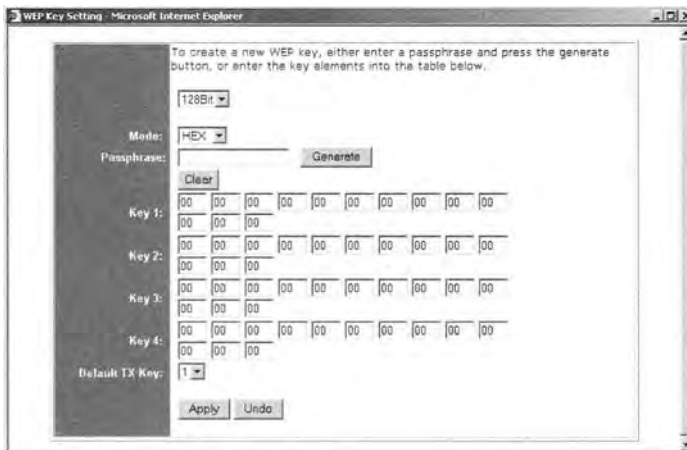 WEP Key Setting - Microsoft Internet Explorer
To create a new WEP key, either enter a passphrase and press the generate
button, or enter the key elements into the table below.
128Bit
Mode: HEX
Passphrase: Generate
Clear
Key 1: 00 00 00 00 00 00 00 00 00 00
00 00 00
Key 2: 00 00 00 00 00 00 00 00 00 00
00 00 00
Key 3: 00 00 00 00 00 00 00 00 00 00
00 00 00
Key 4: 00 00 00 00 00 00 00 00 00 00
00 00 00
Default TX Key: 1
Apply Undo